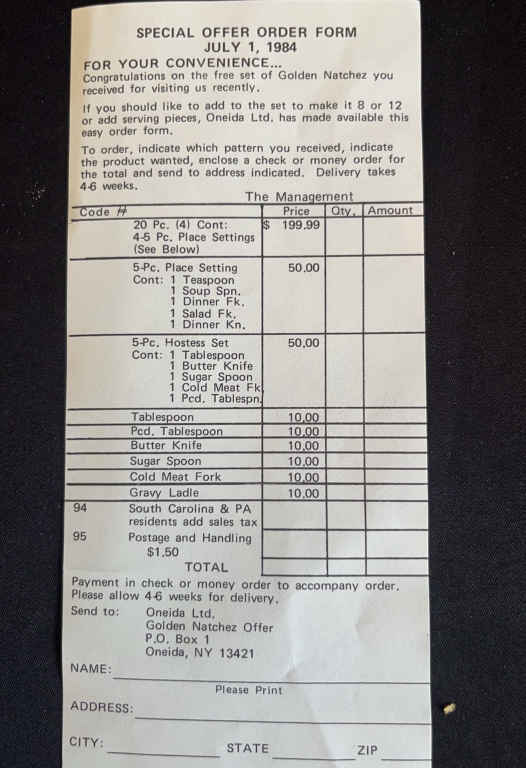 SPECIAL OFFER ORDER FORM
JULY 1, 1984
FOR YOUR CONVENIENCE...
Congratulations on the free set of Golden Natchez you
received for visiting us recently.
If you should like to add to the set to make it 8 or 12
or add serving pieces, Oneida Ltd. has made available this
easy order form.
To order, indicate which pattern you received, indicate
the product wanted, enclose a check or money order for
the total and send to address indicated. Delivery takes
4-6 weeks.
The Management
Code # Price Qty. Amount
20 Pc. (4) Cont: $ 199.99
4-5 Pc. Place Settings
(See Below)
5-Pc. Place Setting 50.00
Cont: 1 Teaspoon
1 Soup Spn.
1 Dinner Fk.
1 Salad Fk.
1 Dinner Kn.
5-Pc. Hostess Set 50.00
Cont: 1 Tablespoon
1 Butter Knife
1 Sugar Spoon
1 Cold Meat Fk
1 Pcd. Tablespn.
Tablespoon 10.00
Pcd. Tablespoon 10.00
Butter Knife 10.00
Sugar Spoon 10.00
Cold Meat Fork 10.00
Gravy Ladle 10.00
94 South Carolina & PA
residents add sales tax
95 Postage and Handling
$1.50
TOTAL
Payment in check or money order to accompany order.
Please allow 4-6 weeks for delivery.
Send to: Oneida Ltd.
Golden Natchez Offer
P.O. Box 1
Oneida, NY 13421
NAME:
Please Print
ADDRESS:
CITY: STATE ZIP